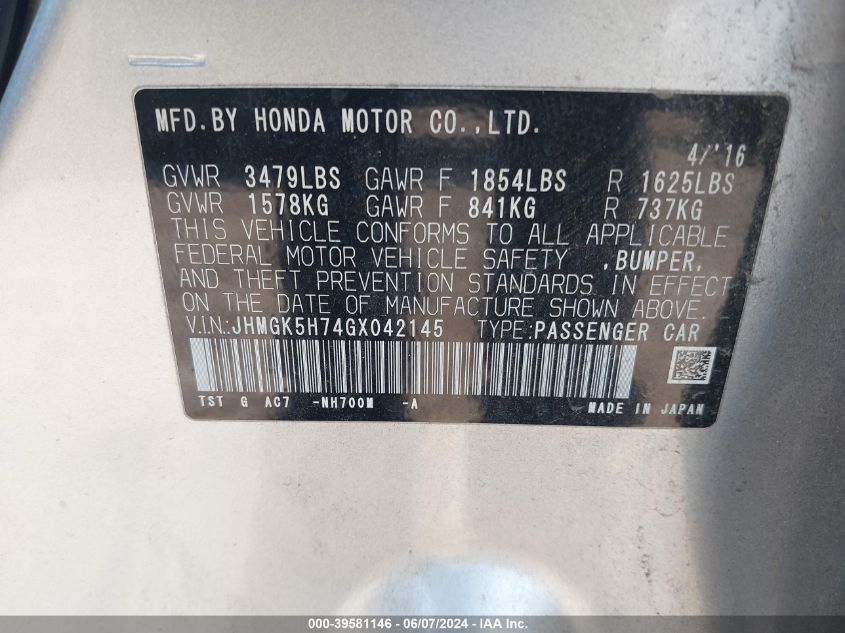 MFD.BY HONDA MOTOR CO.,LTD.
4/'16
GVWR 3479LBS GAWR F 1854LBS R 1625LBS
GVWR 1578KG GAWR F 841KG R 737KG
THIS VEHICLE CONFORMS TO ALL APPLICABLE
FEDERAL MOTOR VEHICLE SAFETY ,BUMPER,
AND THEFT PREVENTION STANDARDS IN EFFECT
ON THE DATE OF MANUFACTURE SHOWN ABOVE.
V.IN:JHMGK5H74GX042145 TYPE:PASSENGER CAR
TST G AC7 -NH700M -A MADE IN JAPAN
000-39581146 - 06/07/2024 - IAA Inc.